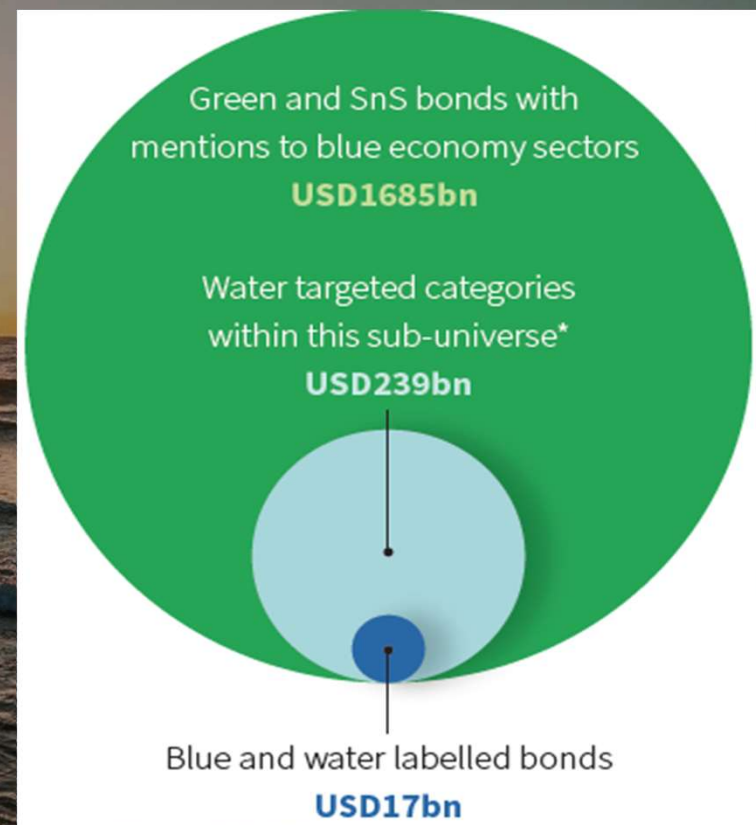 Green and SnS bonds with
mentions to blue economy sectors
USD1685bn
Water targeted categories
within this sub-universe*
USD239bn
Blue and water labelled bonds
USD17bn